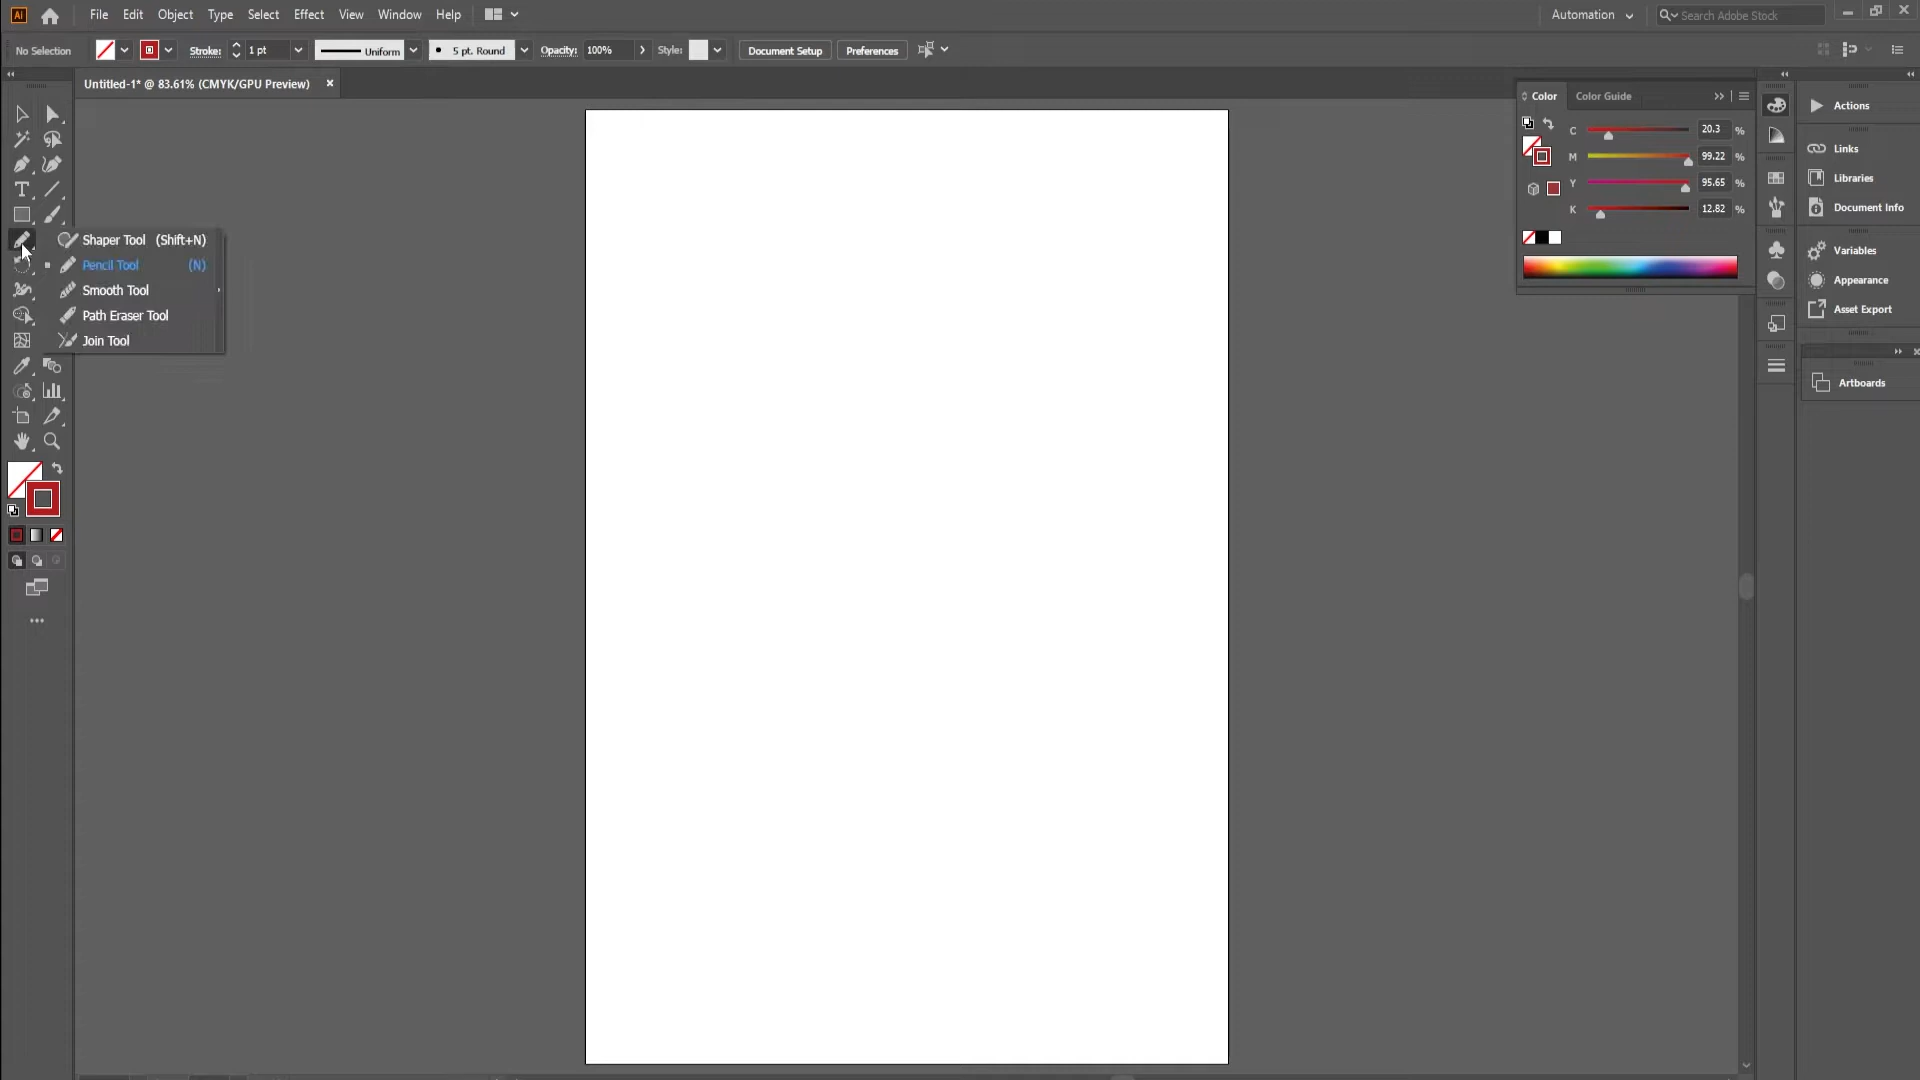 Ai File Edit Object Type Select Effect View Window Help Automation Search Adobe Stock
No Selection Stroke: 1 pt Uniform 5 pt. Round Opacity: 100% Style: Document Setup Preferences
Untitled-1* @ 83.61% (CMYK/GPU Preview) ×
Shaper Tool (Shift+N)
Pencil Tool (N)
Smooth Tool
Path Eraser Tool
Join Tool
Color Color Guide
C 20.3 %
M 99.22 %
Y 95.65 %
K 12.82 %
Actions
Links
Libraries
Document Info
Variables
Appearance
Asset Export
Artboards